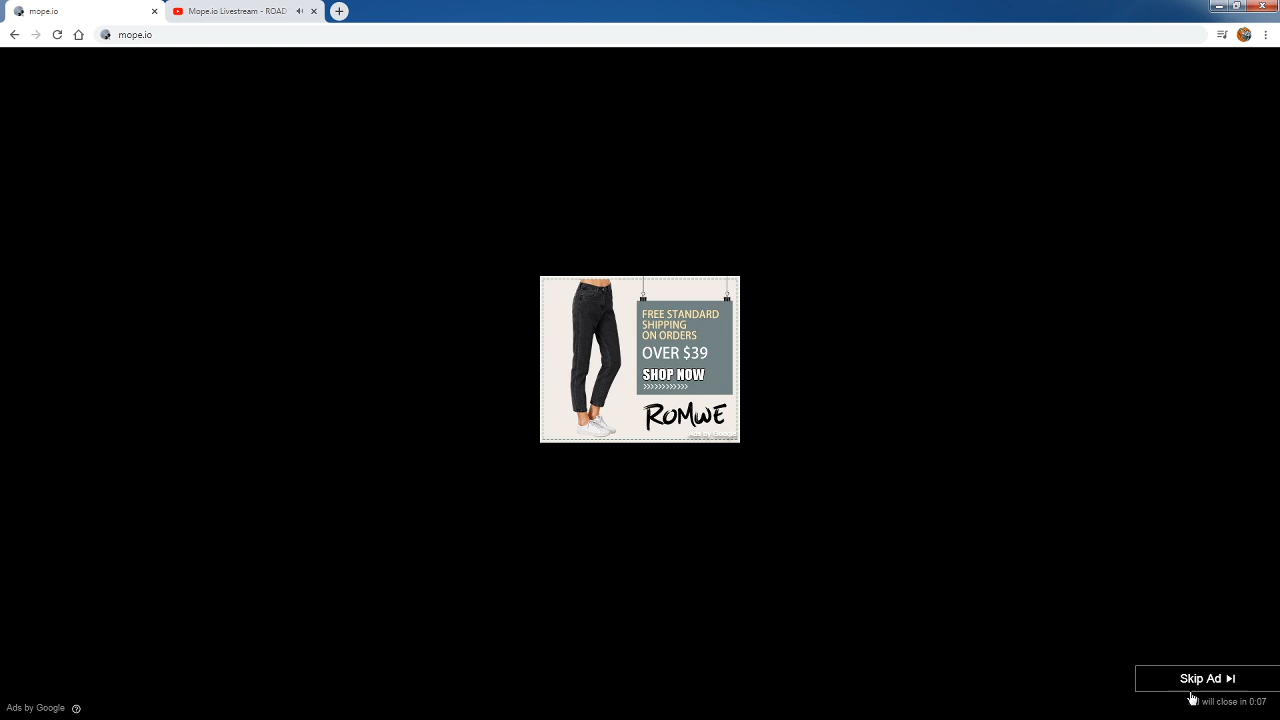 mope.io
Mope.io Livestream - ROAD
mope.io
FREE STANDARD
SHIPPING
ON ORDERS
OVER $39
SHOP NOW
ROMWE
Skip Ad
will close in 0:07
Ads by Google